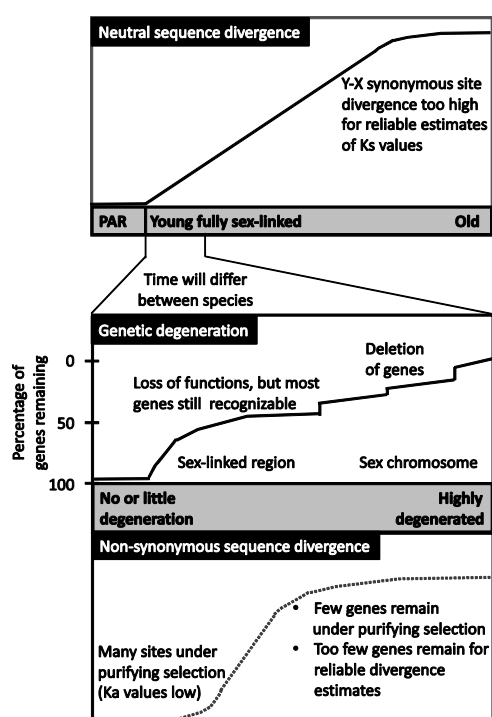 Neutral sequence divergence
Y-X synonymous site
divergence too high
for reliable estimates
of Ks values
PAR
Young fully sex-linked
Old
Time will differ
between species
Genetic degeneration
Percentage of
genes remaining
0
50
100
Deletion
of genes
Loss of functions, but most
genes still recognizable
Sex-linked region
Sex chromosome
No or little
degeneration
Highly
degenerated
Non-synonymous sequence divergence
• Few genes remain
under purifying selection
• Too few genes remain for
reliable divergence
estimates
Many sites under
purifying selection
(Ka values low)